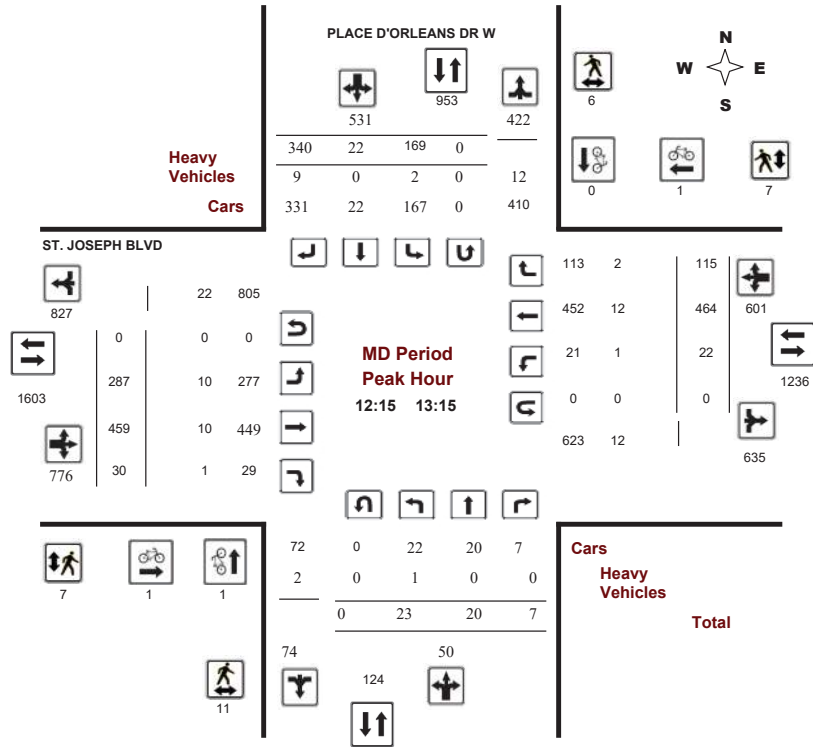 PLACE D'ORLEANS DR W
N
W E
S
953
6
531
422
340 22 169 0
Heavy
Vehicles
9 0 2 0 12
Cars
331 22 167 0 410
0 1 7
ST. JOSEPH BLVD
827
22 805
113 2 115
601
452 12 464
1603
0 0 0
MD Period
Peak Hour
12:15 13:15
21 1 22
1236
287 10 277
0 0 0
459 10 449
623 12
635
776
30 1 29
72 0 22 20 7
Cars
2 0 1 0 0
Heavy
Vehicles
7 1 1
0 23 20 7
Total
74
50
124
11